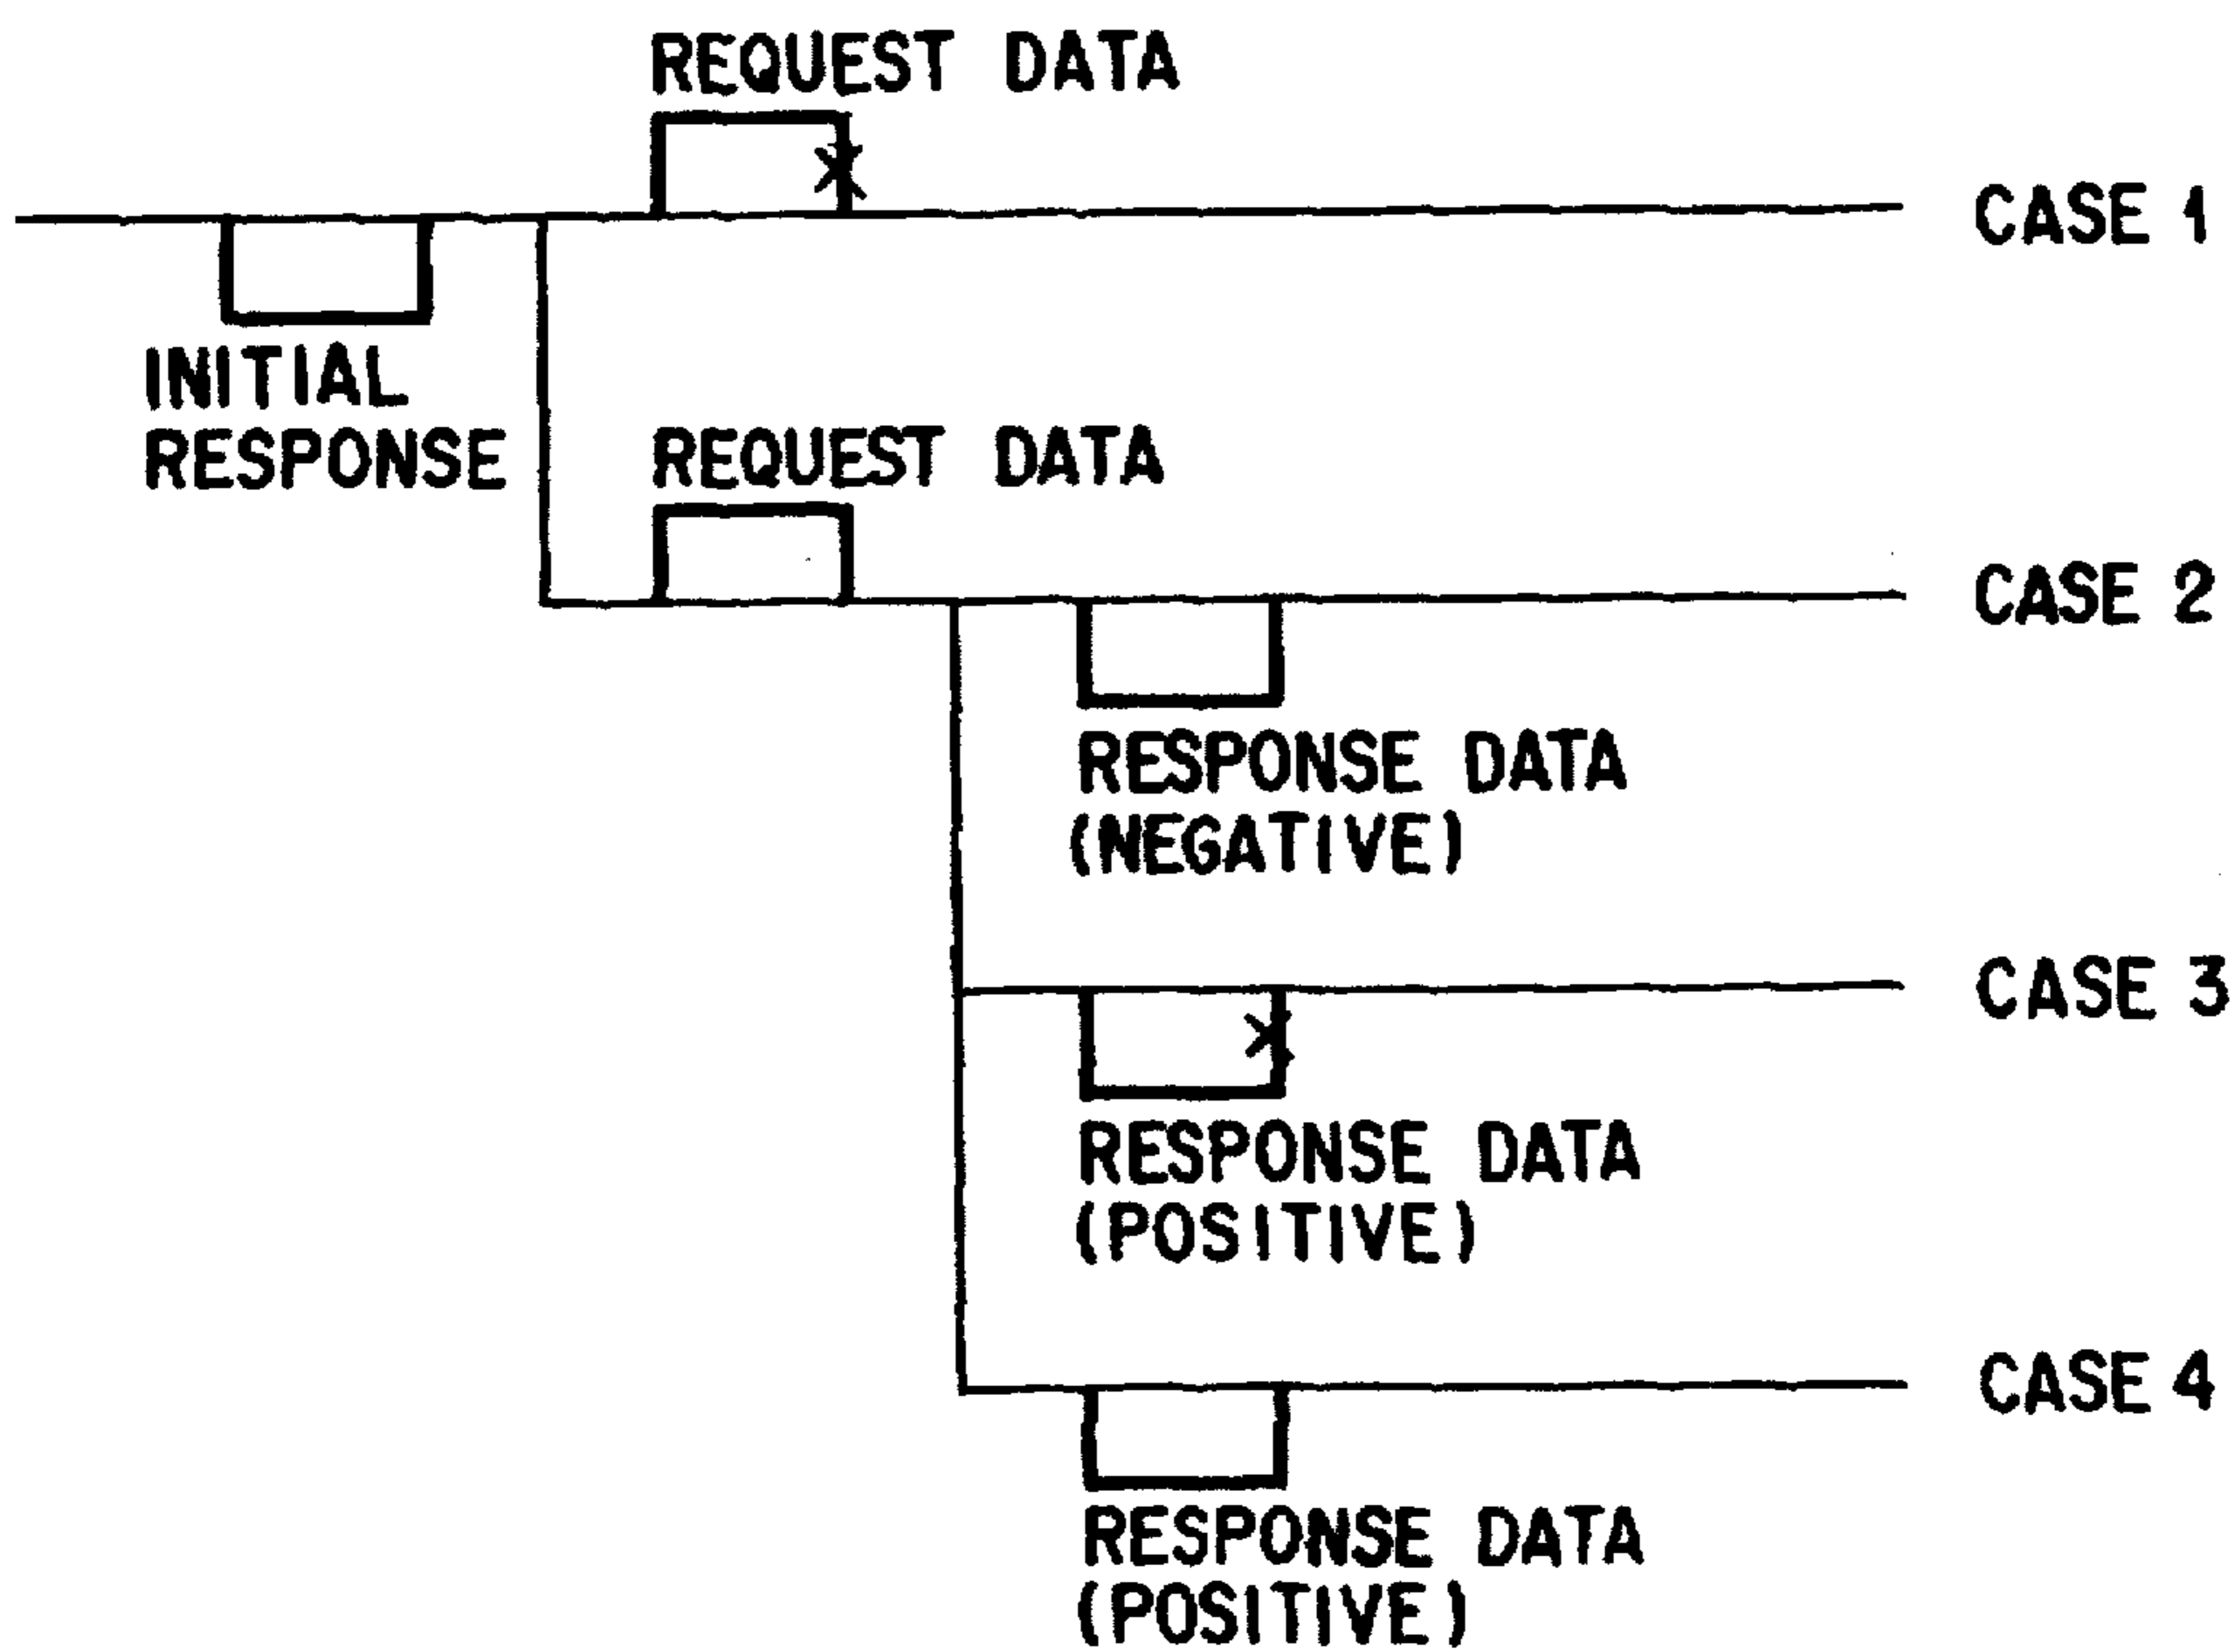 REQUEST DATA
CASE 1
INITIAL
RESPONSE
REQUEST DATA
CASE 2
RESPONSE DATA
(NEGATIVE)
CASE 3
RESPONSE DATA
(POSITIVE)
CASE 4
RESPONSE DATA
(POSITIVE)